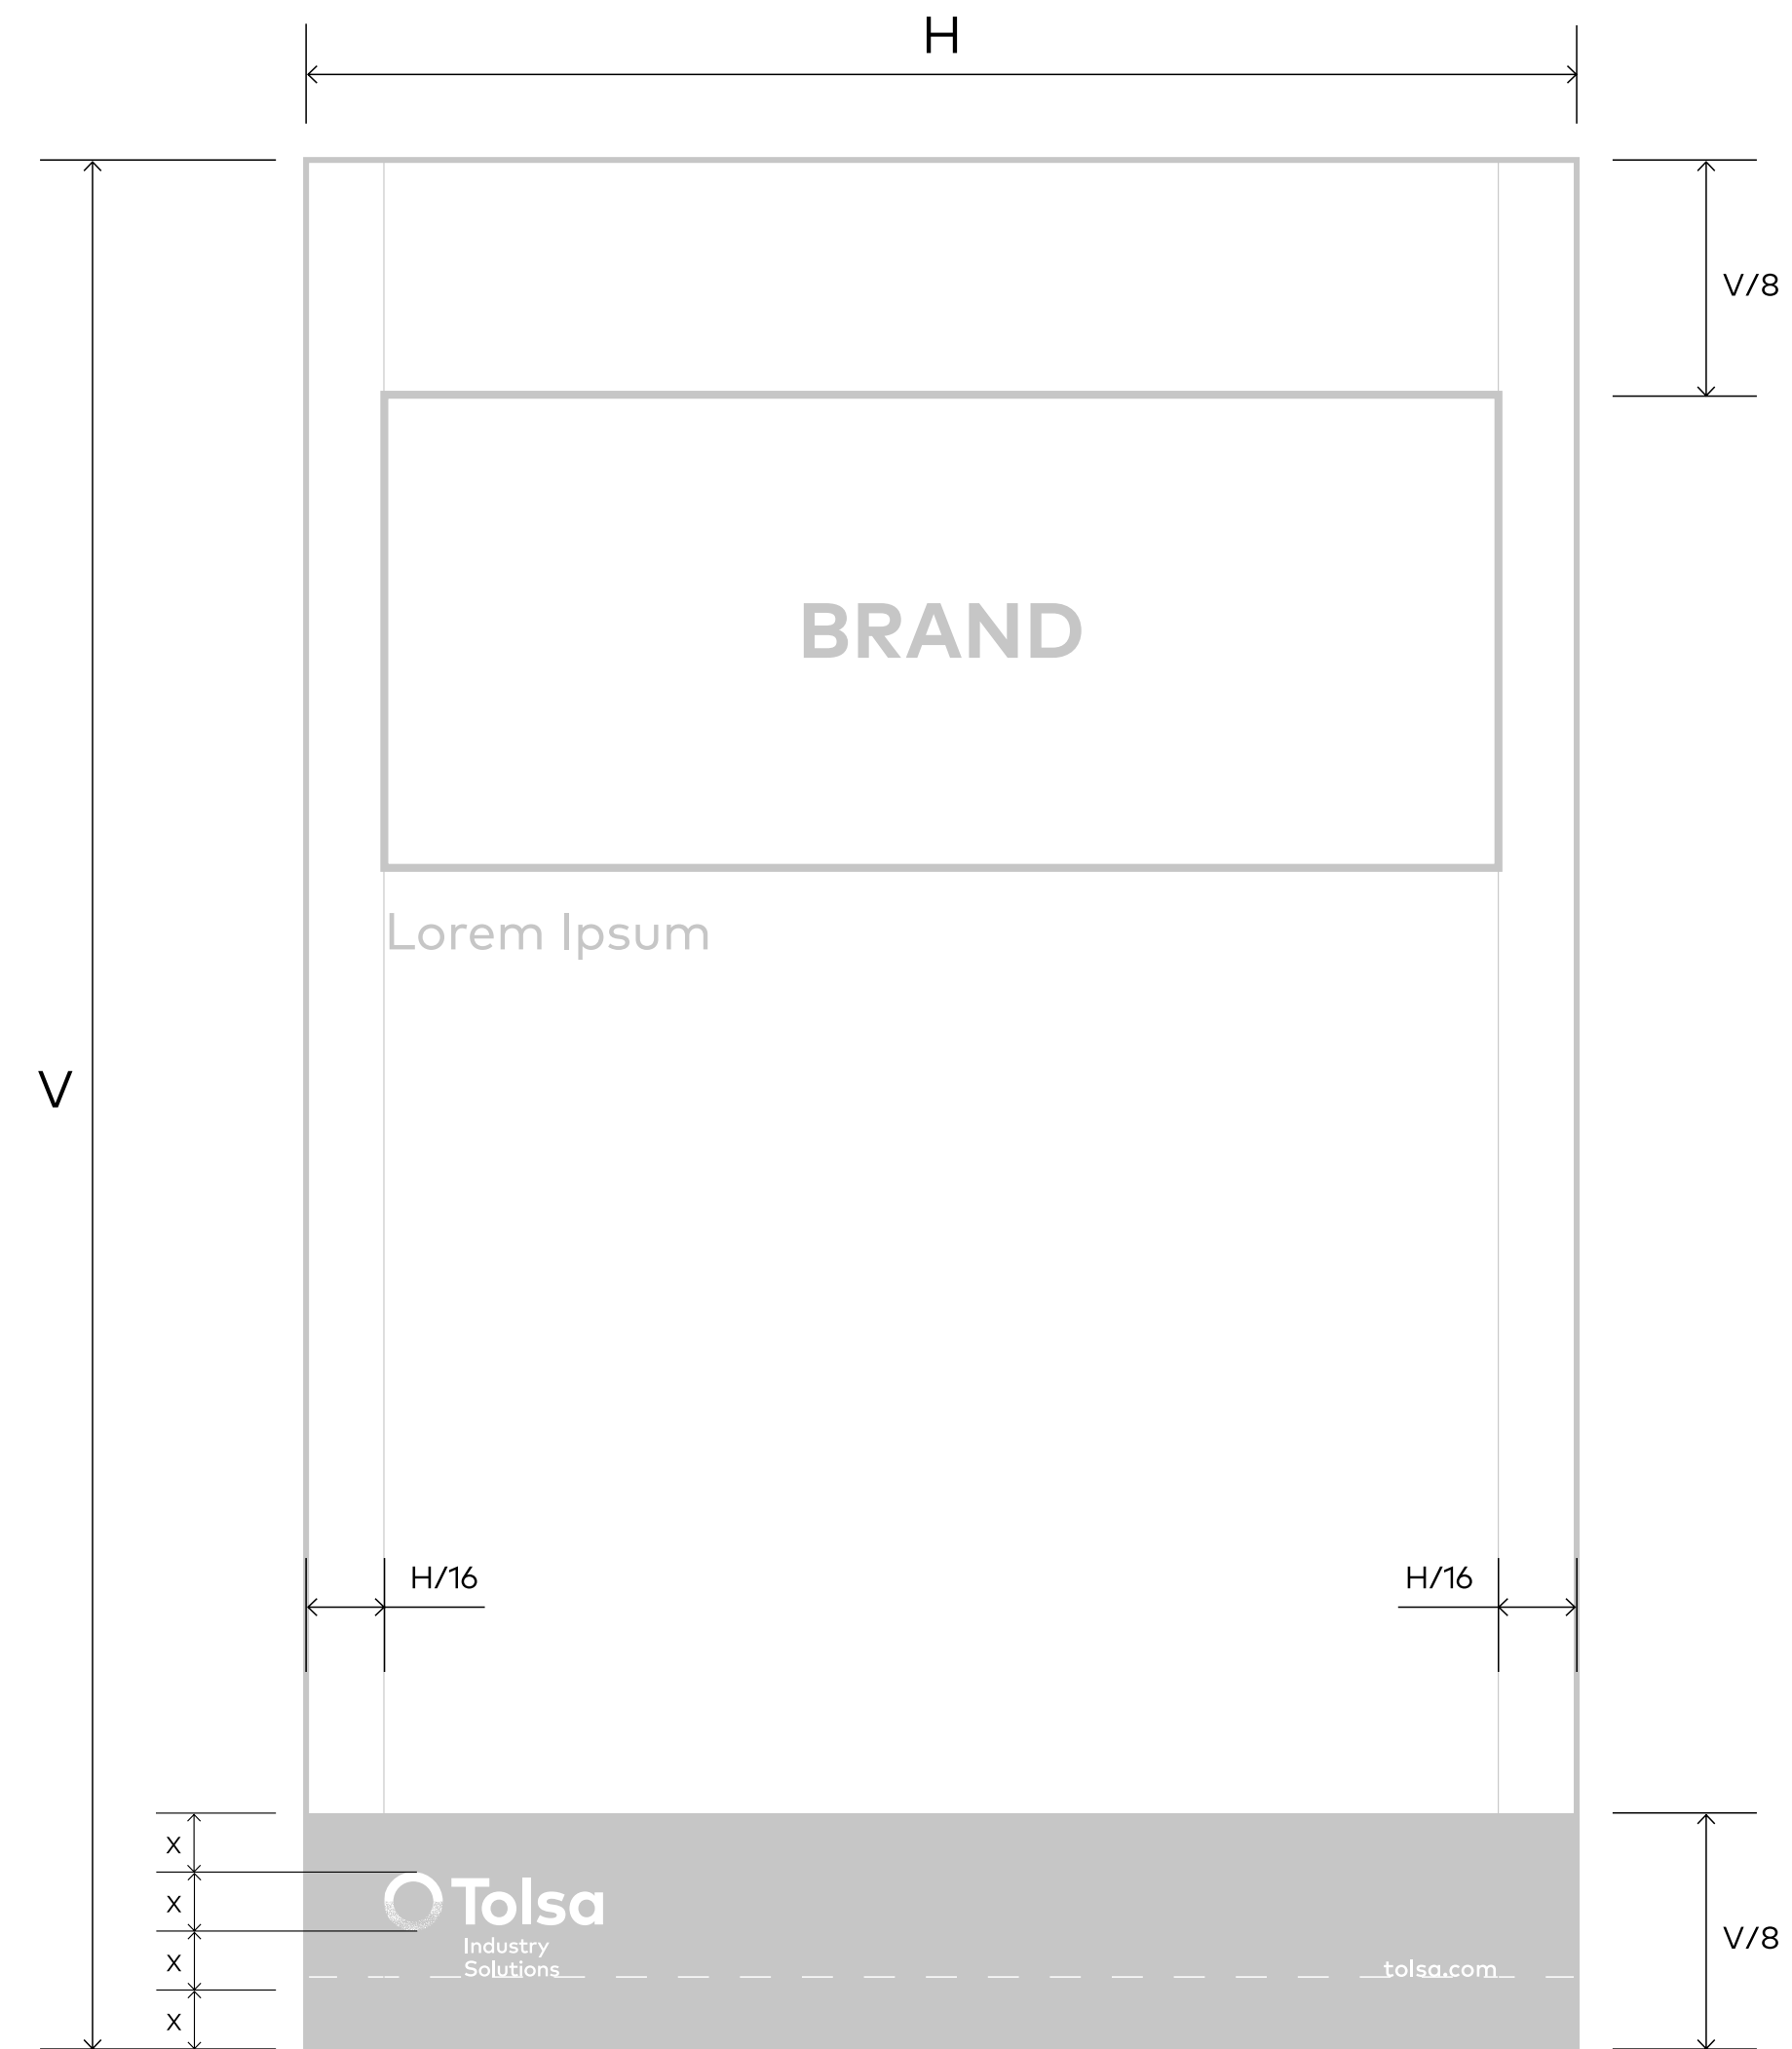 H
V/8
BRAND
Lorem Ipsum
V
H/16
H/16
x
x
x
x
Tolsa
Industry
Solutions
tolsa.com
V/8